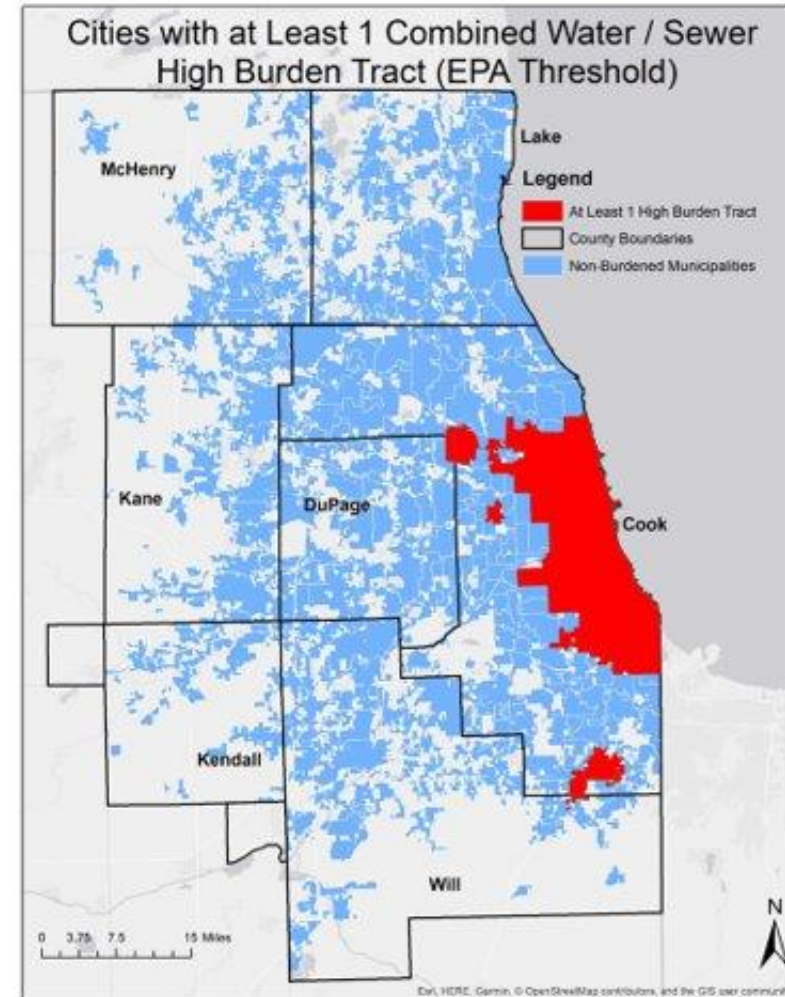 Cities with at Least 1 Combined Water / Sewer
High Burden Tract (EPA Threshold)
Lake
McHenry
Legend
At Least 1 High Burden Tract
County Boundaries
Non-Burdened Municipalities
Kane
DuPage
Cook
Kendall
Will
N
0 3.75 7.5 15 Miles
Esri, HERE, Garmin, © OpenStreetMap contributors, and the GIS user communit